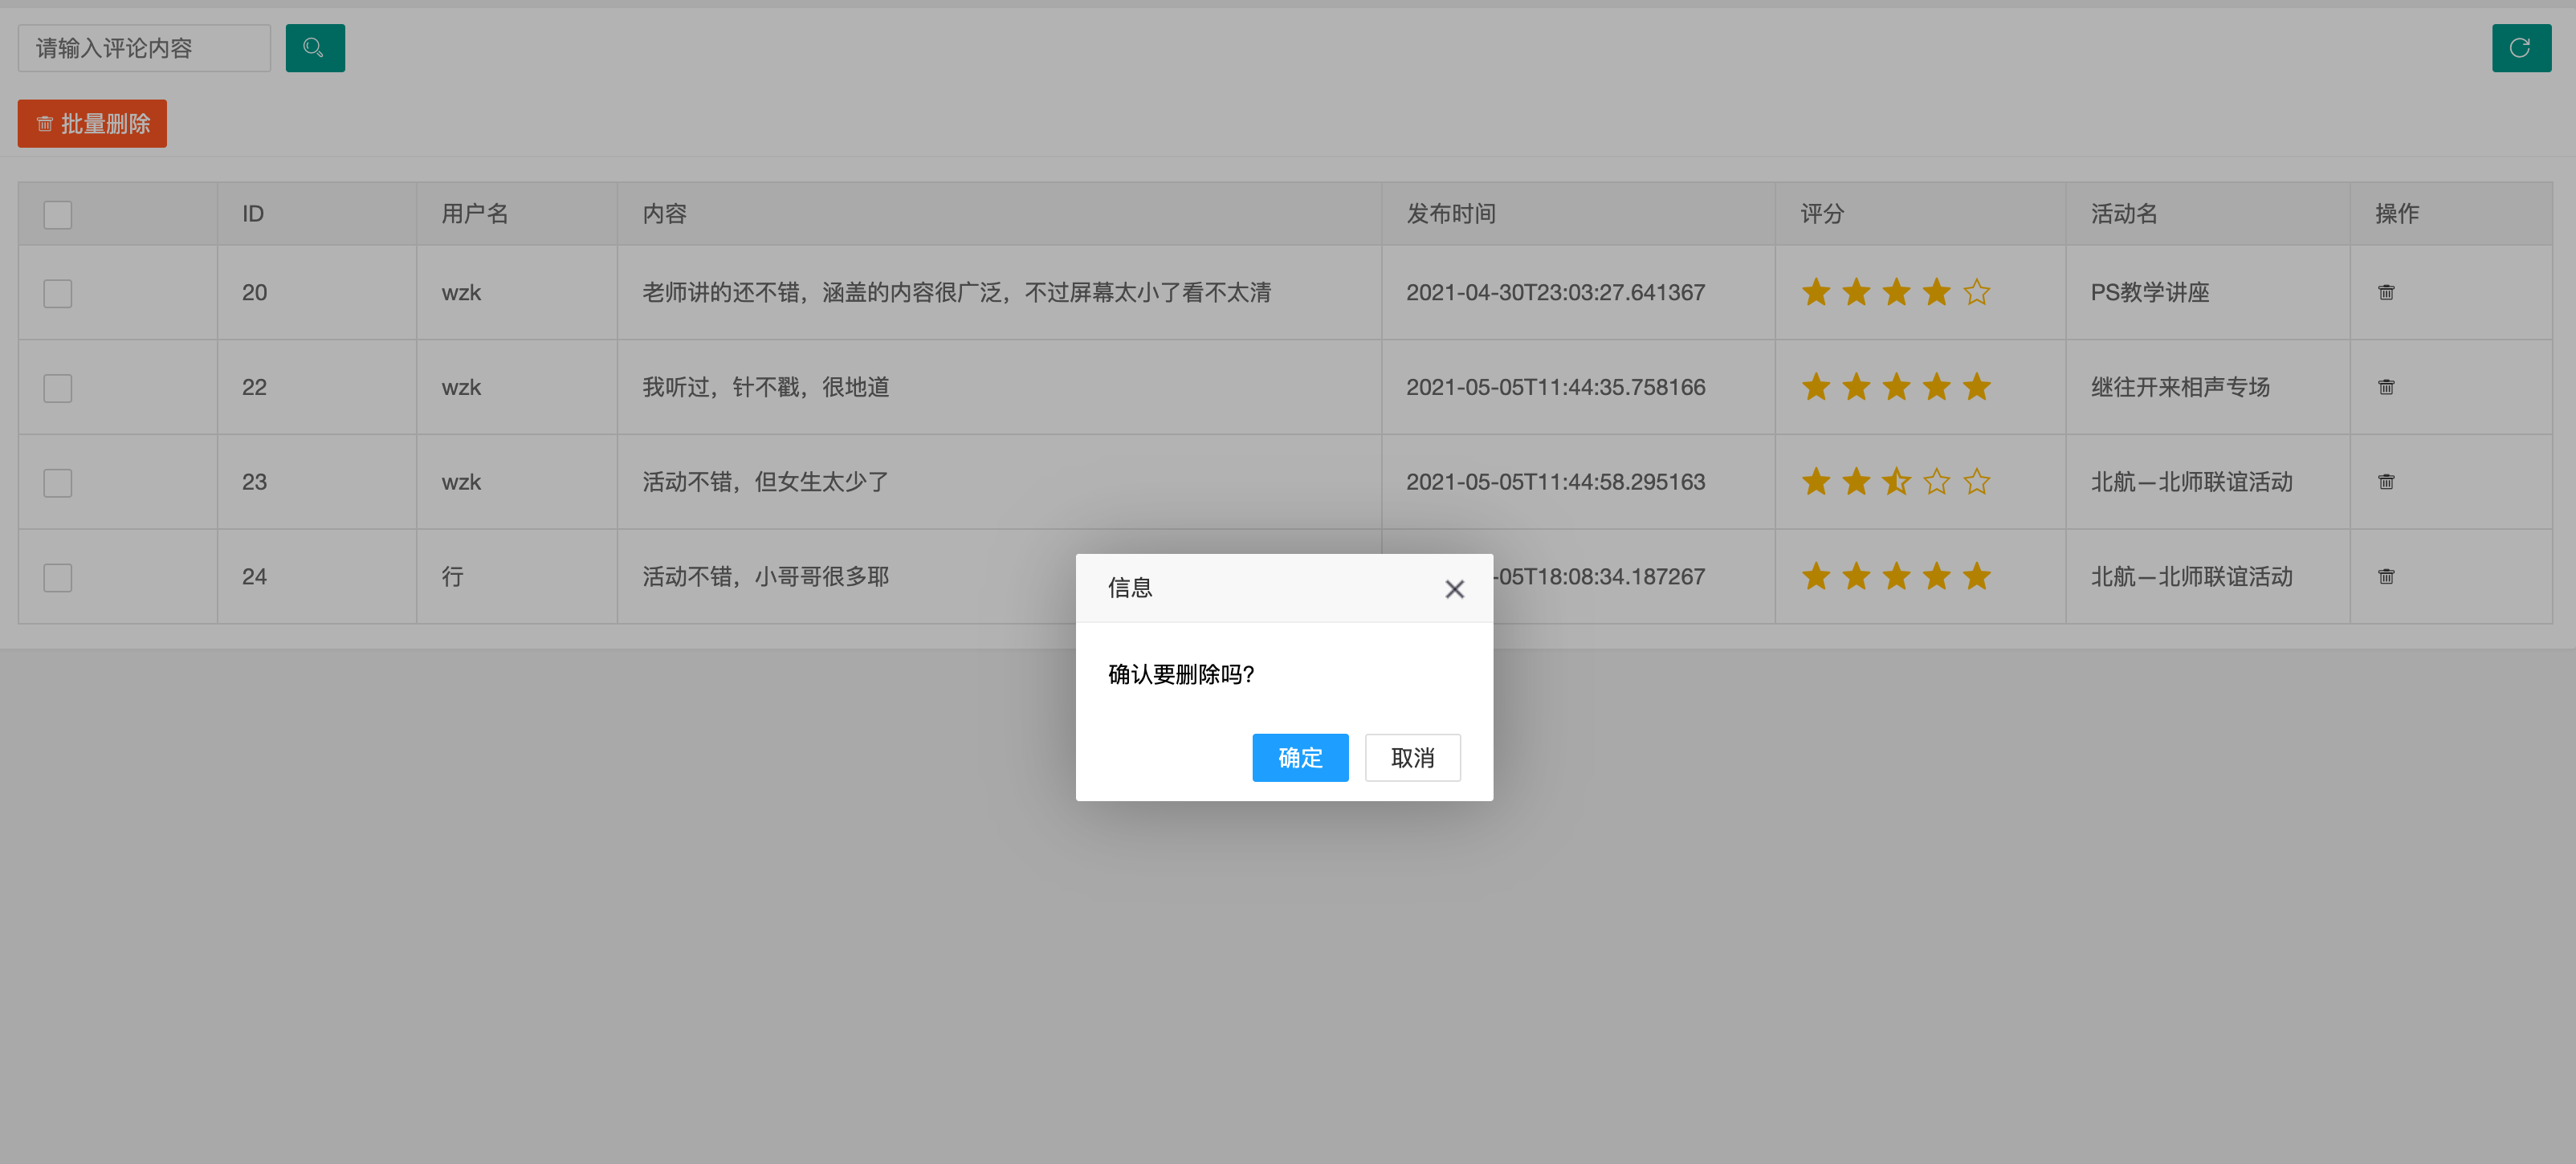 请输入评论内容
批量删除
ID 用户名 内容 发布时间 评分 活动名 操作
20 wzk 老师讲的还不错，涵盖的内容很广泛，不过屏幕太小了看不太清 2021-04-30T23:03:27.641367 PS教学讲座
22 wzk 我听过，针不戳，很地道 2021-05-05T11:44:35.758166 继往开来相声专场
23 wzk 活动不错，但女生太少了 2021-05-05T11:44:58.295163 北航—北师联谊活动
24 行 活动不错，小哥哥很多耶 -05T18:08:34.187267 北航—北师联谊活动
信息
确认要删除吗?
确定 取消